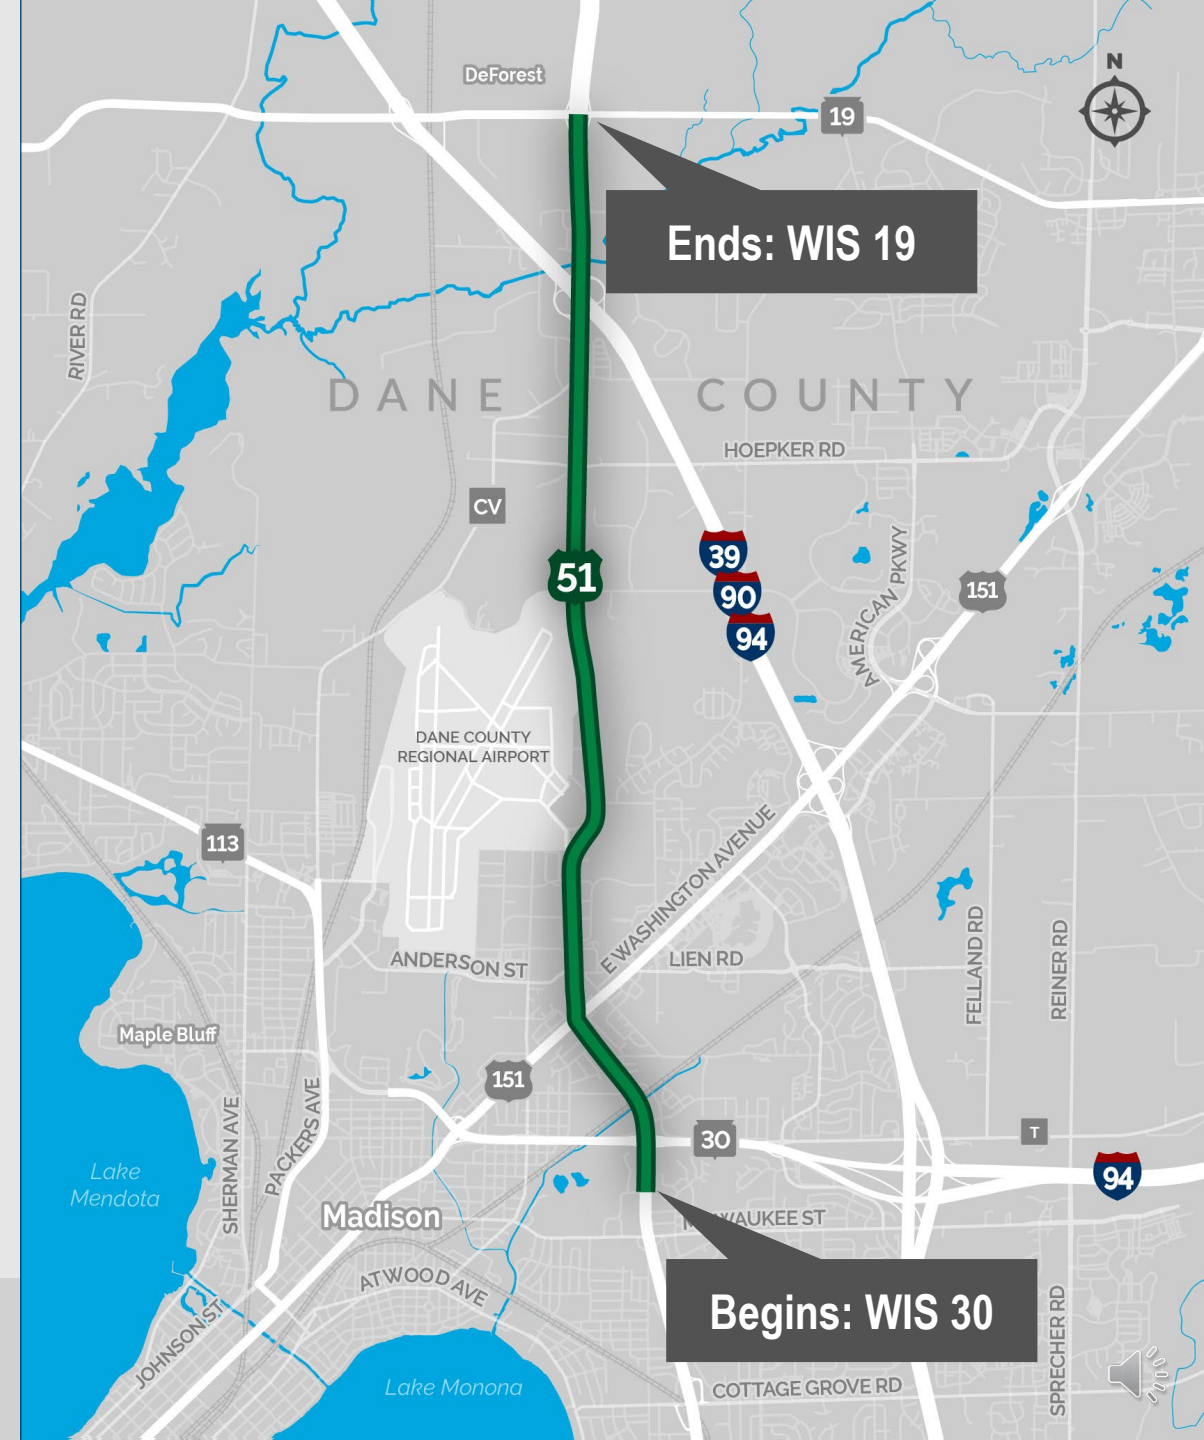 DeForest
N
19
Ends: WIS 19
RIVER RD
DANE COUNTY
HOEPKER RD
CV
39
90
94
51
AMERICAN PKWY
151
DANE COUNTY
REGIONAL AIRPORT
113
E WASHINGTON AVENUE
ANDERSON ST
LIEN RD
FELLAND RD
REINER RD
Maple Bluff
151
SHERMAN AVE
PACKERS AVE
30
T
94
Lake
Mendota
Madison
WAUKEE ST
ATWOOD AVE
JOHNSON ST
Begins: WIS 30
SPRECHER RD
Lake Monona
COTTAGE GROVE RD